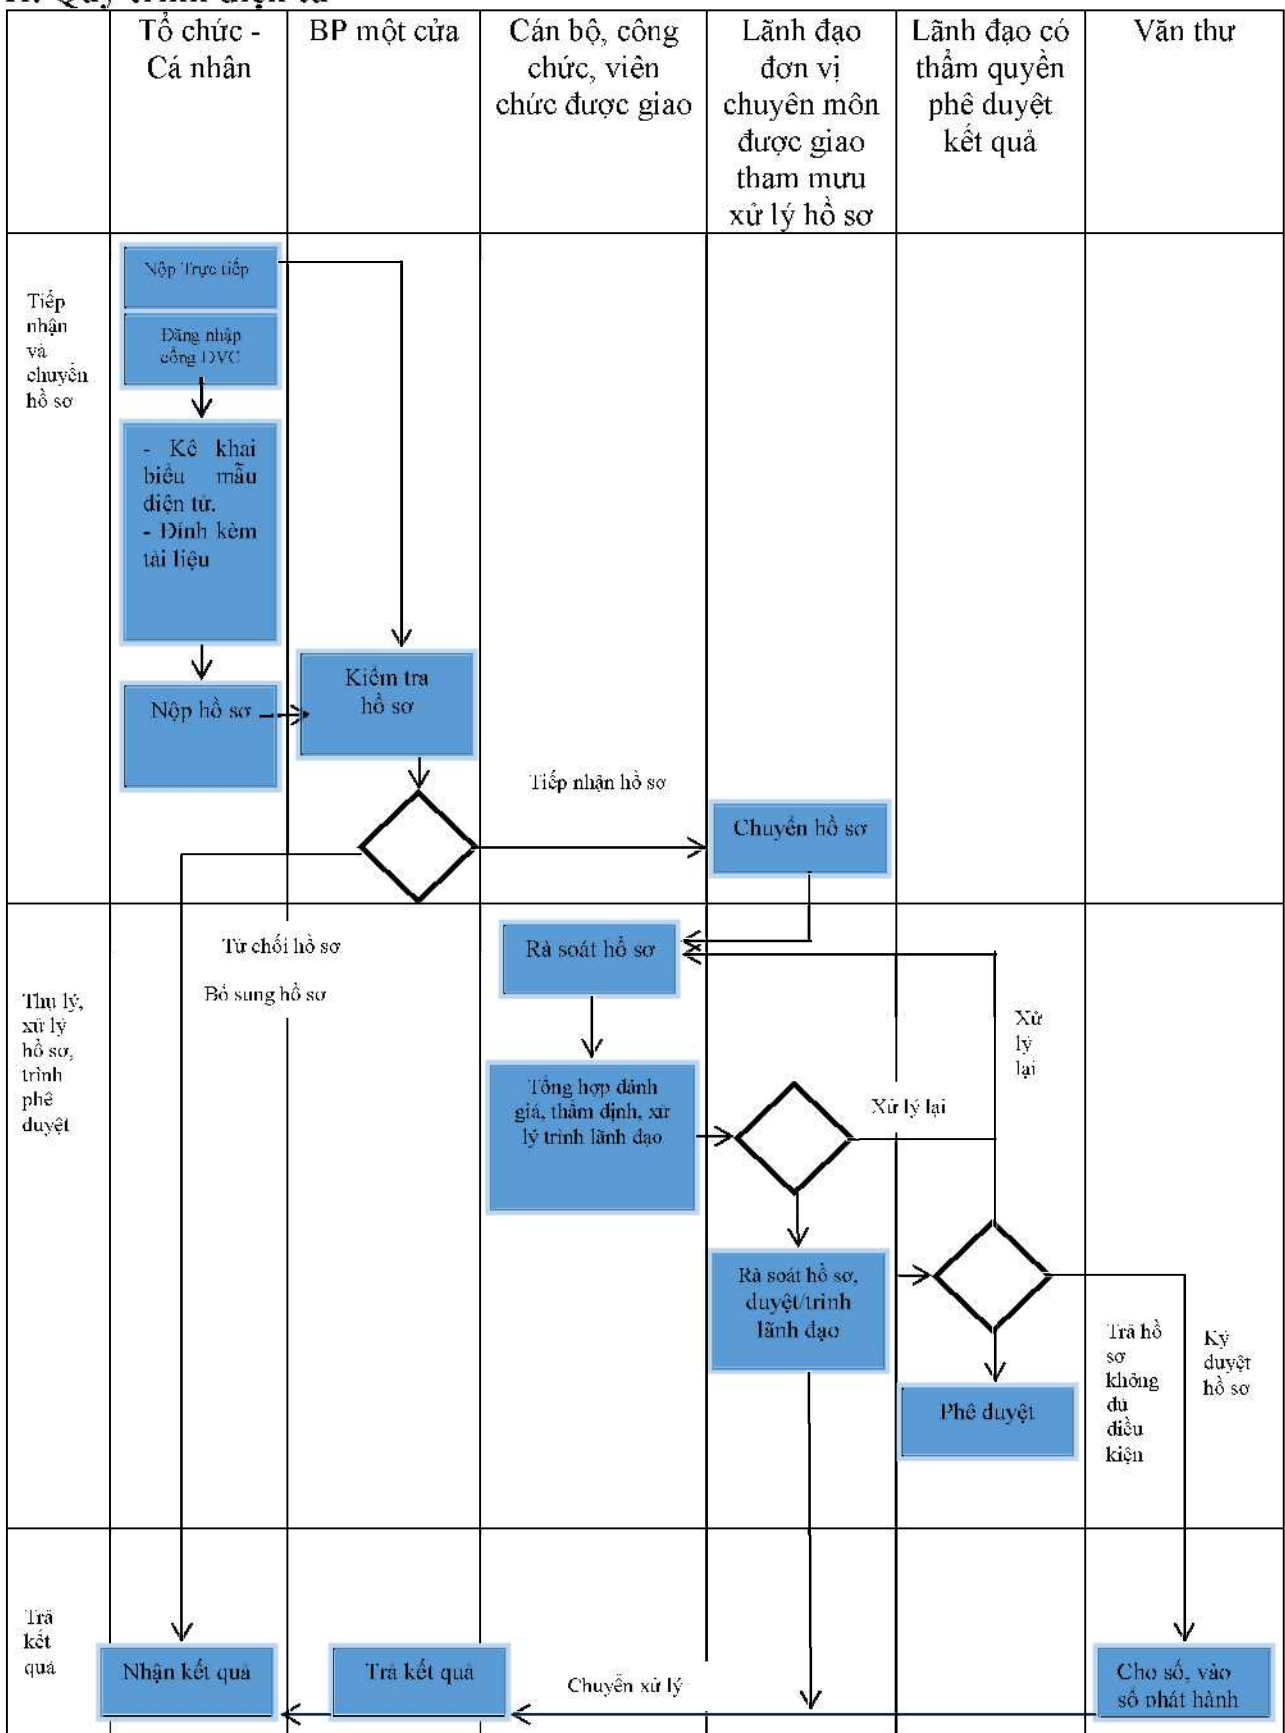 Tổ chức -
Cá nhân
BP một cửa
Cán bộ, công
chức, viên
chức được giao
Lãnh đạo
đơn vị
chuyên môn
được giao
tham mưu
xử lý hồ sơ
Lãnh đạo có
thẩm quyền
phê duyệt
kết quả
Văn thư
Tiếp
nhận
và
chuyển
hồ sơ
Nộp Trực tiếp
Đăng nhập
cổng DVC
- Kê khai
biểu mẫu
điện tử.
- Đính kèm
tài liệu
Nộp hồ sơ
Kiểm tra
hồ sơ
Tiếp nhận hồ sơ
Chuyển hồ sơ
Thụ lý,
xử lý
hồ sơ,
trình
phê
duyệt
Từ chối hồ sơ
Bổ sung hồ sơ
Rà soát hồ sơ
Tổng hợp đánh
giá, thẩm định, xử
lý trình lãnh đạo
Xử lý lại
Xử
lý
lại
Rà soát hồ sơ,
duyệt/trình
lãnh đạo
Phê duyệt
Trả hồ
sơ
không
đủ
điều
kiện
Ký
duyệt
hồ sơ
Trả
kết
quả
Nhận kết quả
Trả kết quả
Chuyển xử lý
Cho số, vào
sổ phát hành